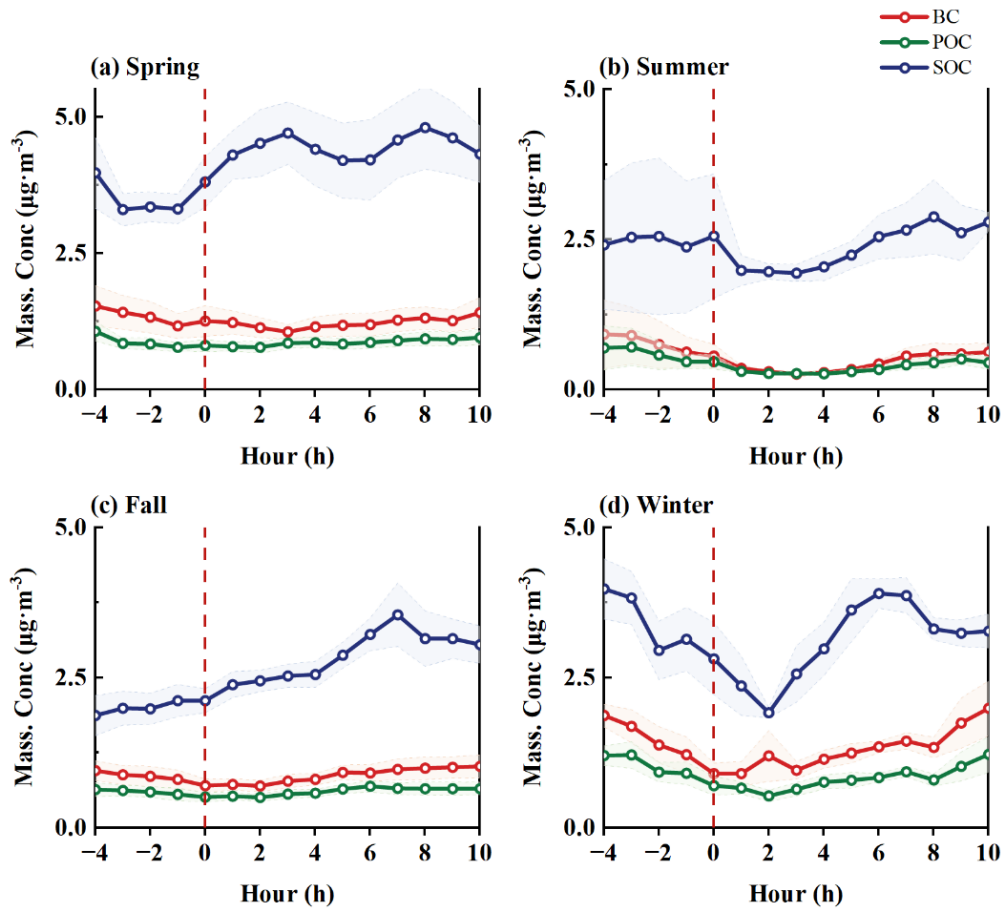 BC
POC
SOC
(a) Spring
Mass. Conc (μg·m⁻³)
5.0
2.5
0.0
−4 −2 0 2 4 6 8 10
Hour (h)
(b) Summer
Mass. Conc (μg·m⁻³)
5.0
2.5
0.0
−4 −2 0 2 4 6 8 10
Hour (h)
(c) Fall
Mass. Conc (μg·m⁻³)
5.0
2.5
0.0
−4 −2 0 2 4 6 8 10
Hour (h)
(d) Winter
Mass. Conc (μg·m⁻³)
5.0
2.5
0.0
−4 −2 0 2 4 6 8 10
Hour (h)